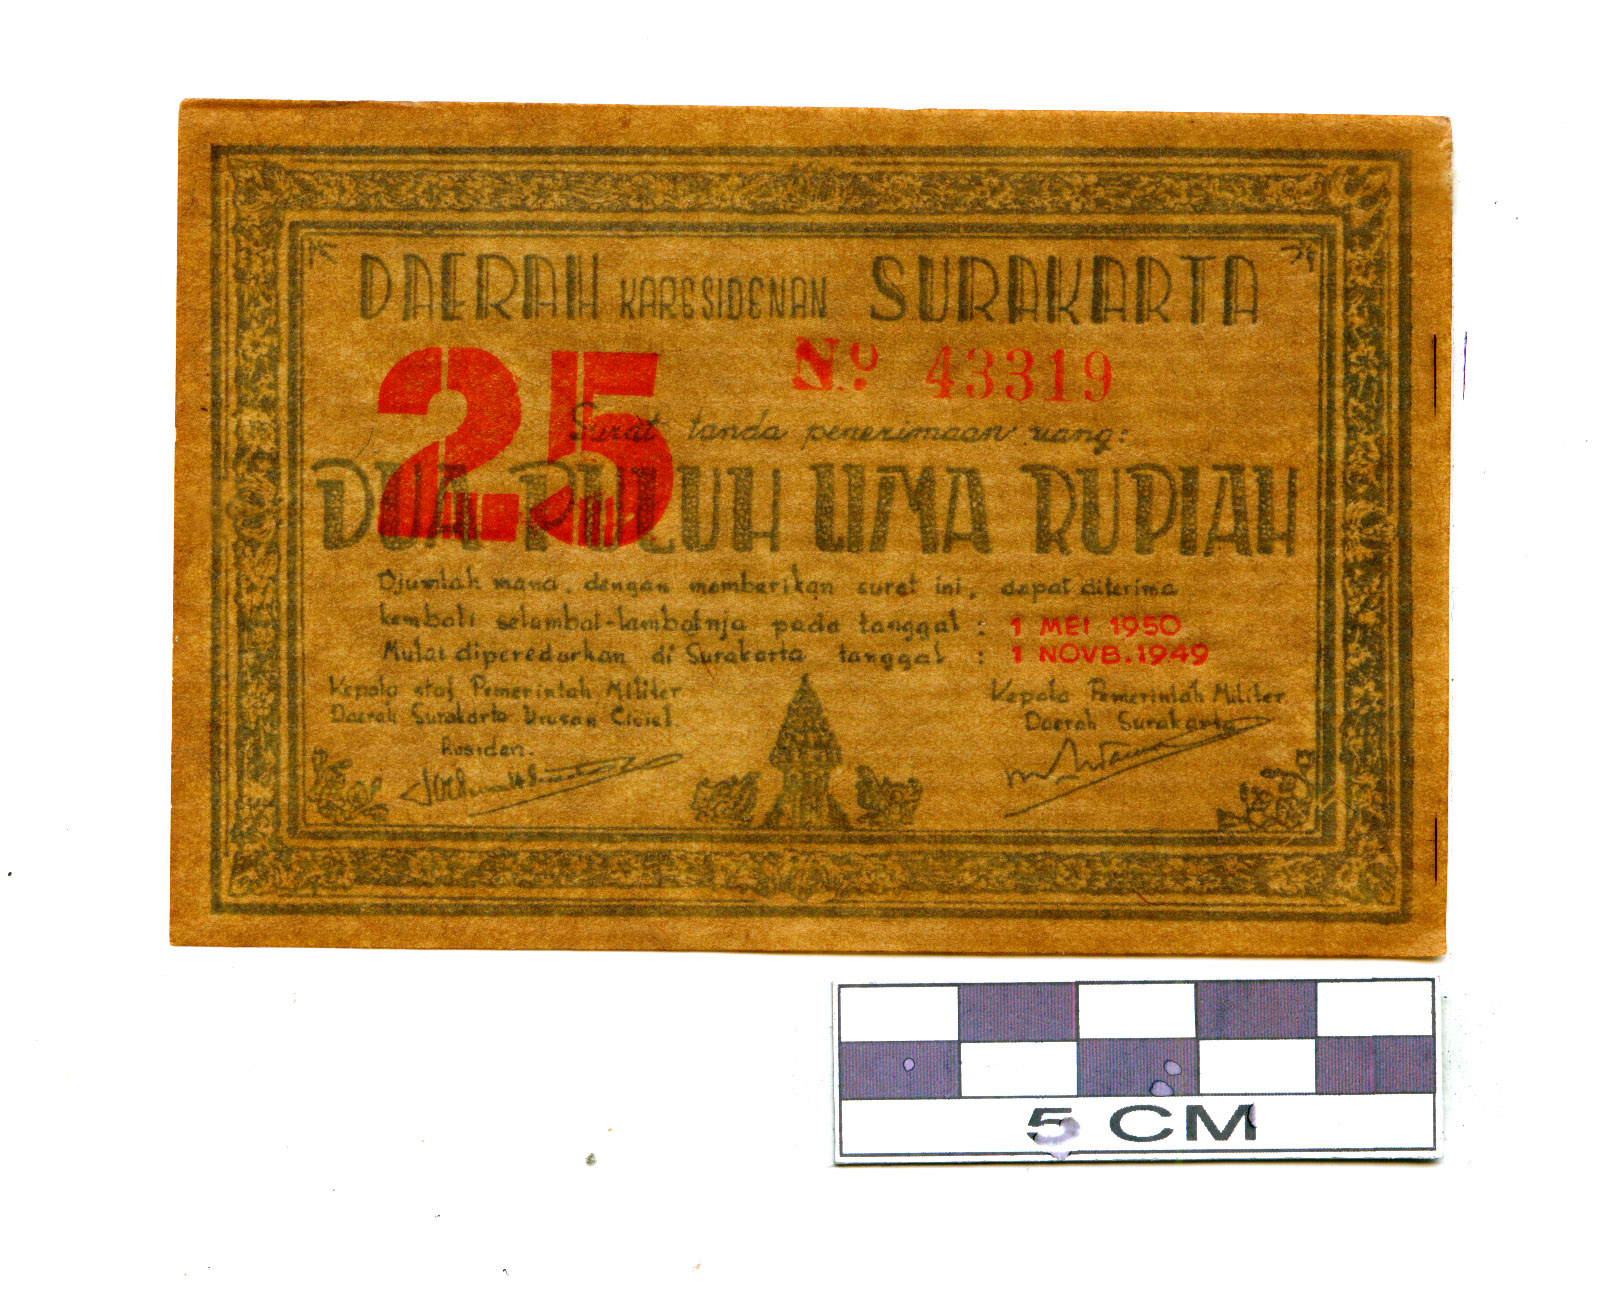 DAERAH KARESIDENAN SURAKARTA
25
No. 43319
Surat tanda penerimaan uang:
DUA PULUH LIMA RUPIAH
Djumlah mana, dengan memberikan surat ini, dapat diterima
kembali selambat-lambatnja pada tanggal : 1 MEI 1950
Mulai diperedarkan di Surakarta tanggal : 1 NOVB. 1949
Kepala staf Pemerintah Militer
Daerah Surakarta Urusan Civiel.
Residen.
Kepala Pemerintah Militer
Daerah Surakarta
5 CM